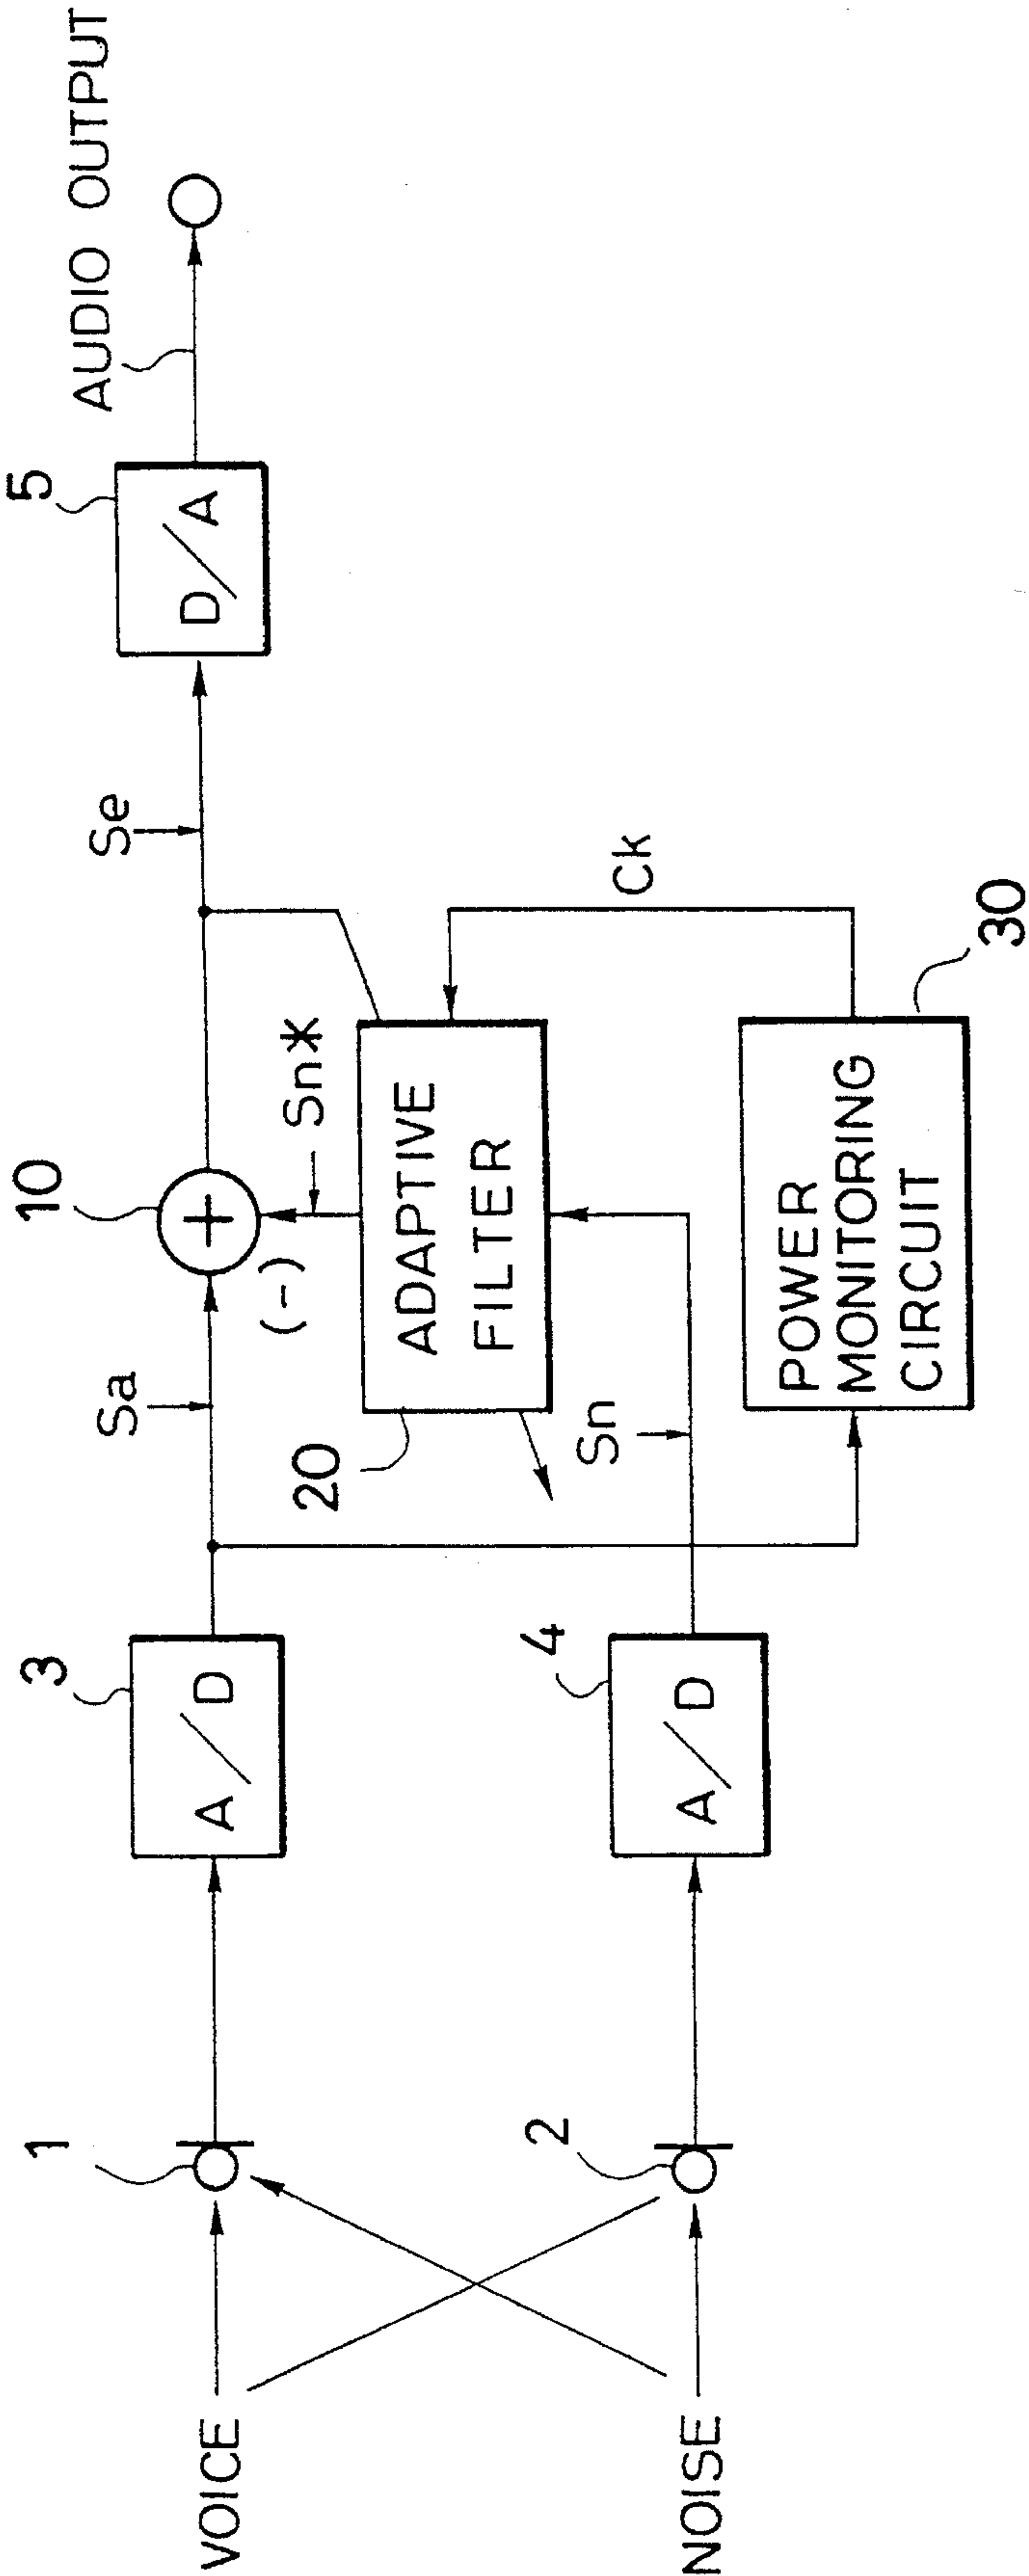 VOICE
NOISE
1
2
3
A/D
4
A/D
Sa
Sn
10
+
(-)
Sn*
20
ADAPTIVE
FILTER
30
POWER
MONITORING
CIRCUIT
Ck
Se
5
D/A
AUDIO OUTPUT